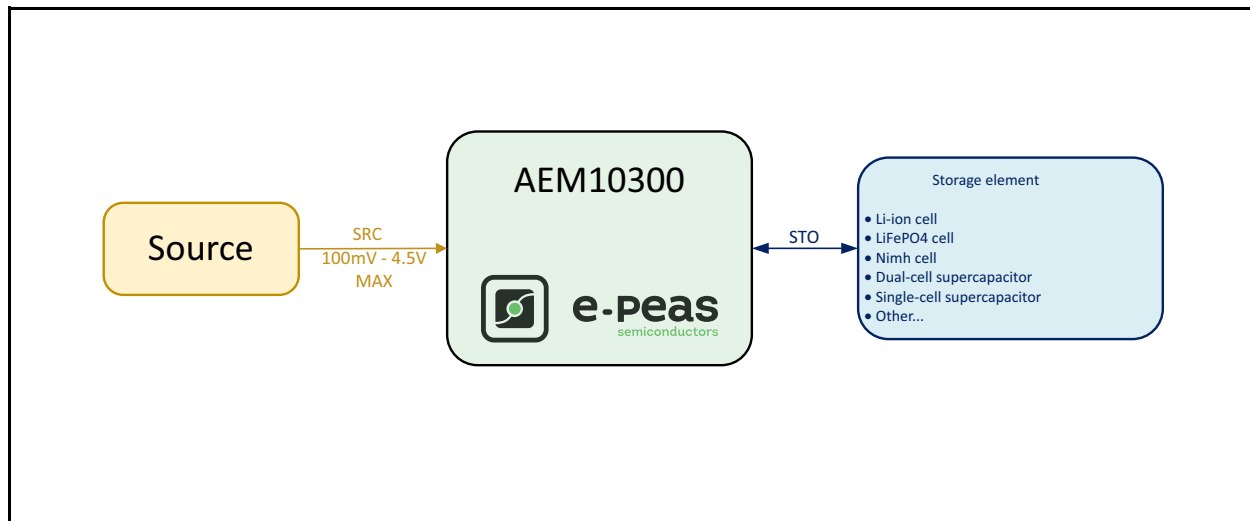 Source
SRC
100mV - 4.5V
MAX
AEM10300
e-peas
semiconductors
STO
Storage element
• Li-ion cell
• LiFePO4 cell
• Nimh cell
• Dual-cell supercapacitor
• Single-cell supercapacitor
• Other...